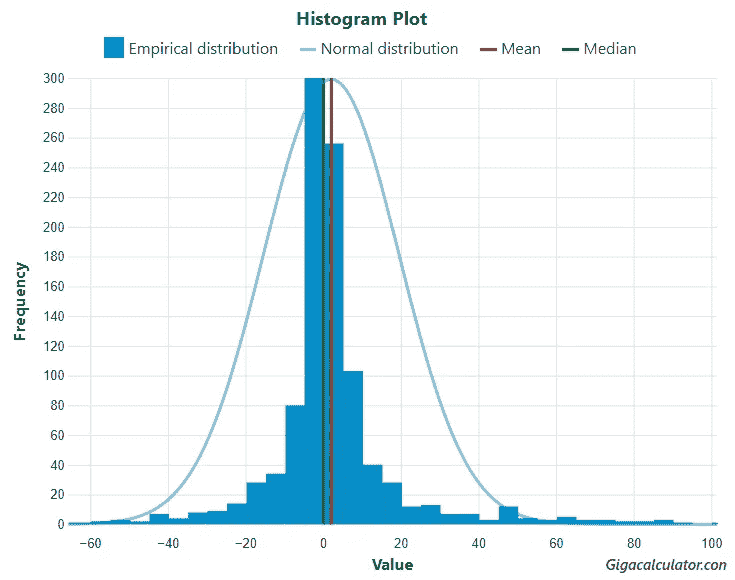 Histogram Plot
Empirical distribution Normal distribution Mean Median
300
280
260
240
220
200
180
160
140
120
100
80
60
40
20
0
Frequency
−60 −40 −20 0 20 40 60 80 100
Value
Gigacalculator.con